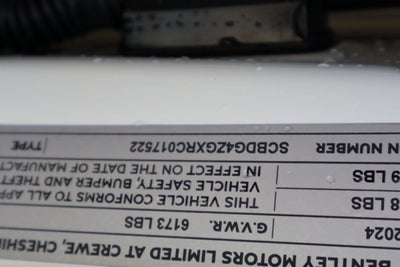 BENTLEY MOTORS LIMITED AT CREWE, CHESHI
2024 G.V.W.R. 6173 LBS
8 LBS THIS VEHICLE CONFORMS TO ALL APP
9 LBS VEHICLE SAFETY, BUMPER, AND THEFT
IN EFFECT ON THE DATE OF MANUFACT
N NUMBER SCBDG4ZGXRC017522 TYPE